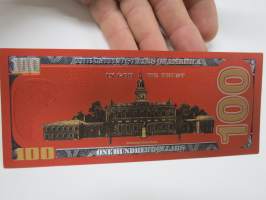 THE UNITED STATES OF AMERICA
IN GOD WE TRUST
100
100
ONE HUNDRED DOLLARS